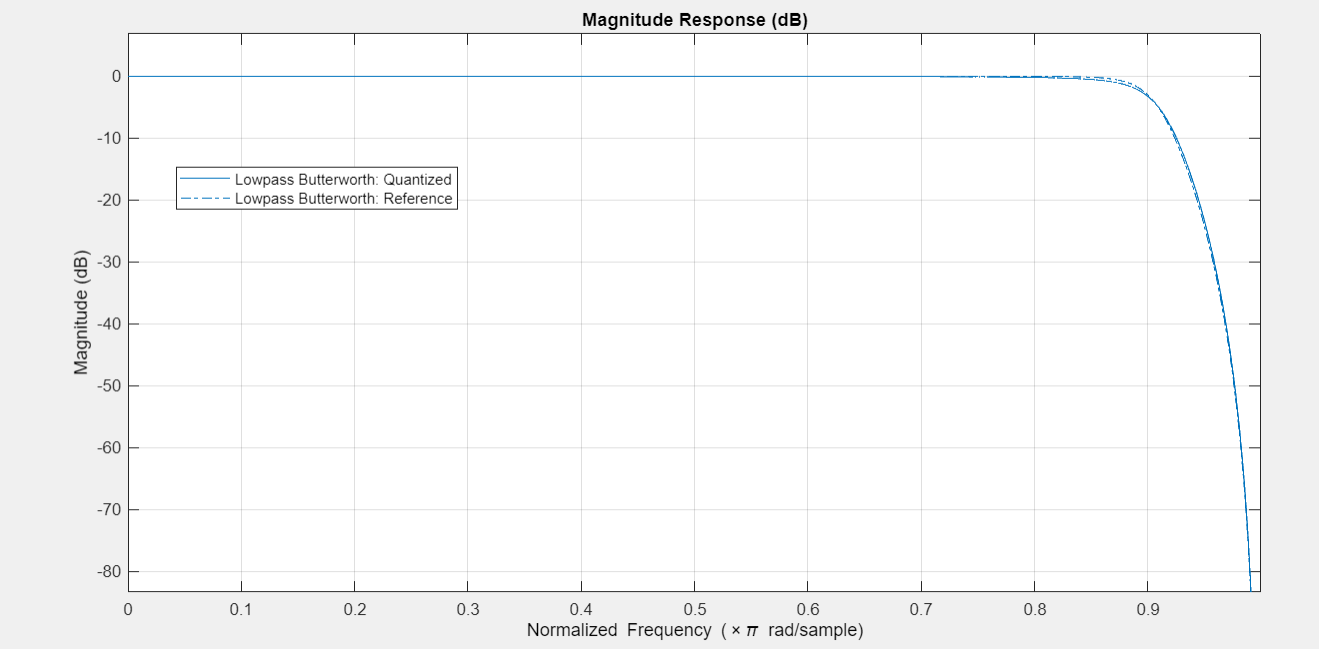 Magnitude Response (dB)
0
-10
Lowpass Butterworth: Quantized
Lowpass Butterworth: Reference
-20
-30
Magnitude (dB)
-40
-50
-60
-70
-80
0 0.1 0.2 0.3 0.4 0.5 0.6 0.7 0.8 0.9
Normalized Frequency (×π rad/sample)